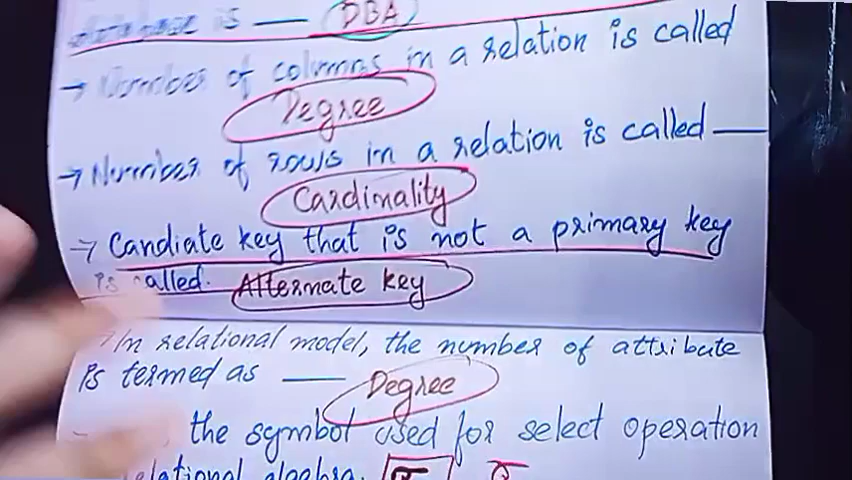 is — DBA
→ Number of columns in a relation is called
Degree
→ Number of rows in a relation is called —
Cardinality
→ Candiate key that is not a primary key
is called. Alternate key
In relational model, the number of attribute
is termed as — Degree
the symbol used for select operation
relational algebra. σ σ